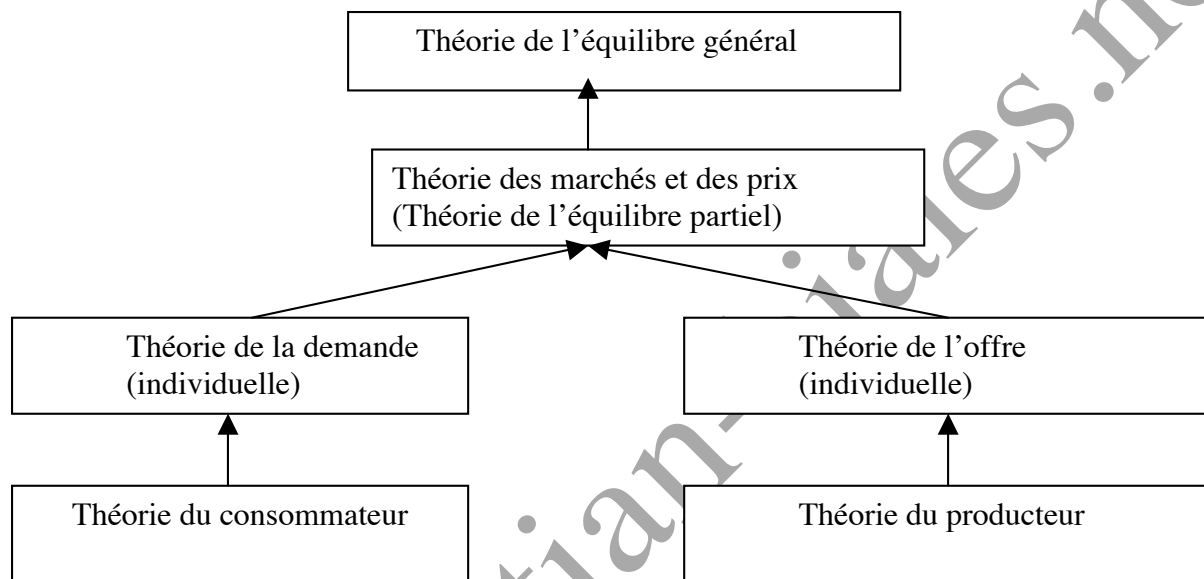 Théorie de l’équilibre général
Théorie des marchés et des prix
(Théorie de l’équilibre partiel)
Théorie de la demande
(individuelle)
Théorie de l’offre
(individuelle)
Théorie du consommateur
Théorie du producteur